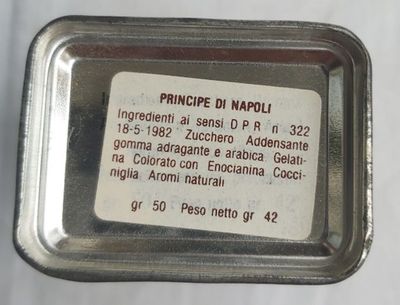 PRINCIPE DI NAPOLI
Ingredienti ai sensi D P R n 322
18-5-1982 Zucchero Addensante
gomma adragante e arabica Gelati-
na Colorato con Enocianina Cocci-
niglia Aromi naturali
gr 50 Peso netto gr 42